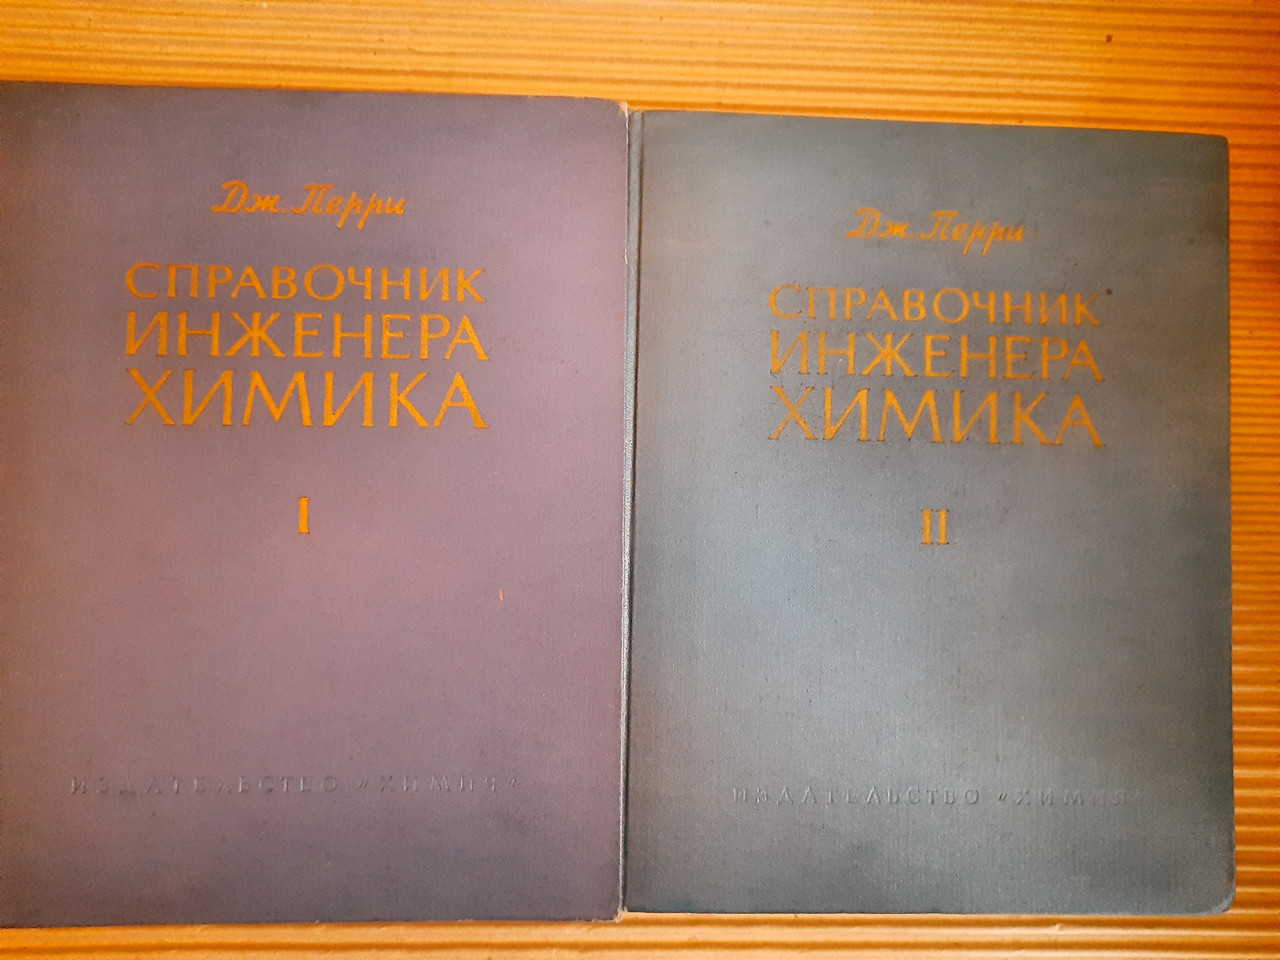 Дж. Перри
СПРАВОЧНИК
ИНЖЕНЕРА
ХИМИКА
I
ИЗДАТЕЛЬСТВО «ХИМИЯ»
Дж. Перри
СПРАВОЧНИК
ИНЖЕНЕРА
ХИМИКА
II
ИЗДАТЕЛЬСТВО «ХИМИЯ»